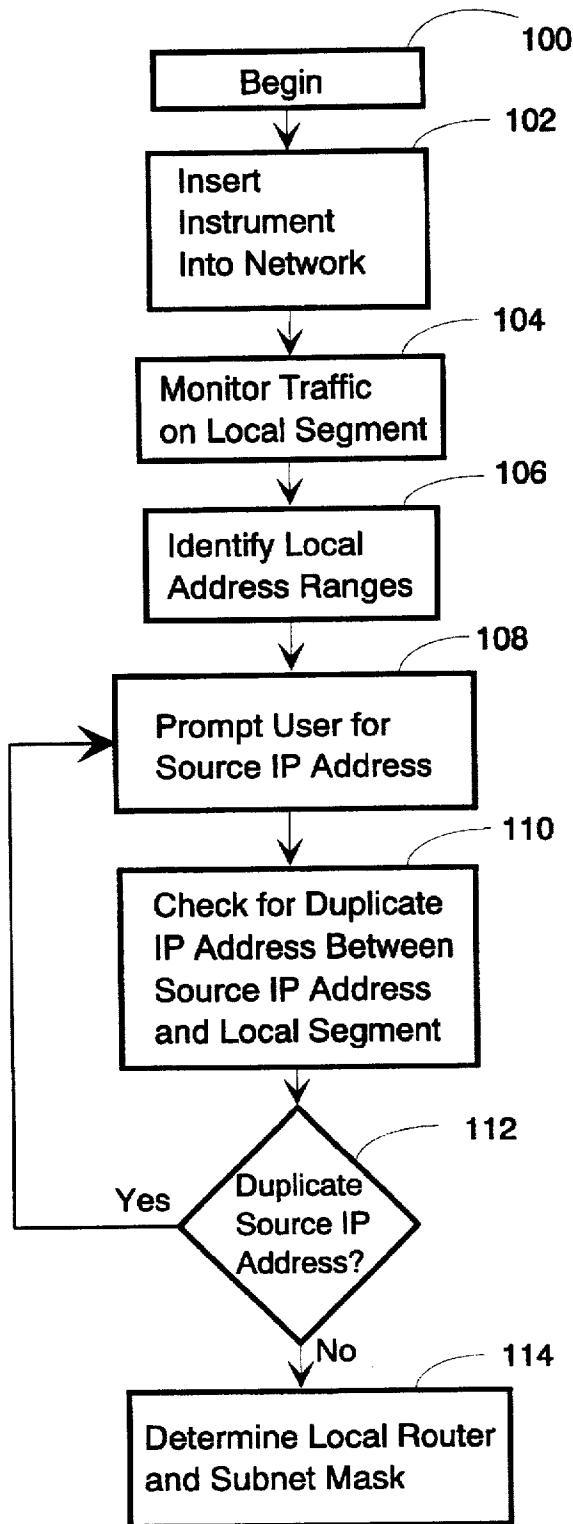 100
Begin
102
Insert
Instrument
Into Network
104
Monitor Traffic
on Local Segment
106
Identify Local
Address Ranges
108
Prompt User for
Source IP Address
110
Check for Duplicate
IP Address Between
Source IP Address
and Local Segment
112
Yes
Duplicate
Source IP
Address?
No
114
Determine Local Router
and Subnet Mask